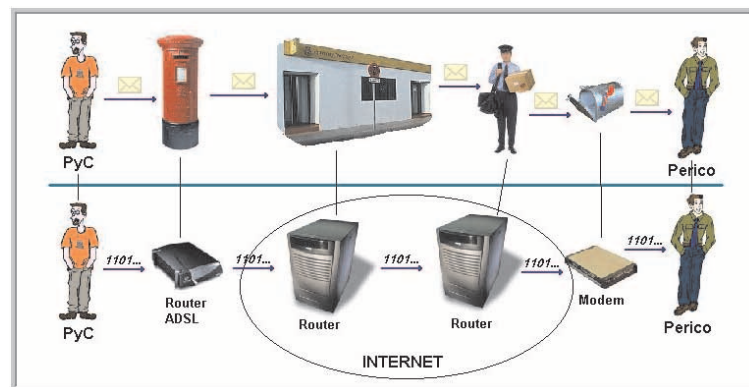 PyC
Perico
PyC
1101...
Router
ADSL
1101...
Router
1101...
Router
1101...
Modem
1101...
Perico
INTERNET